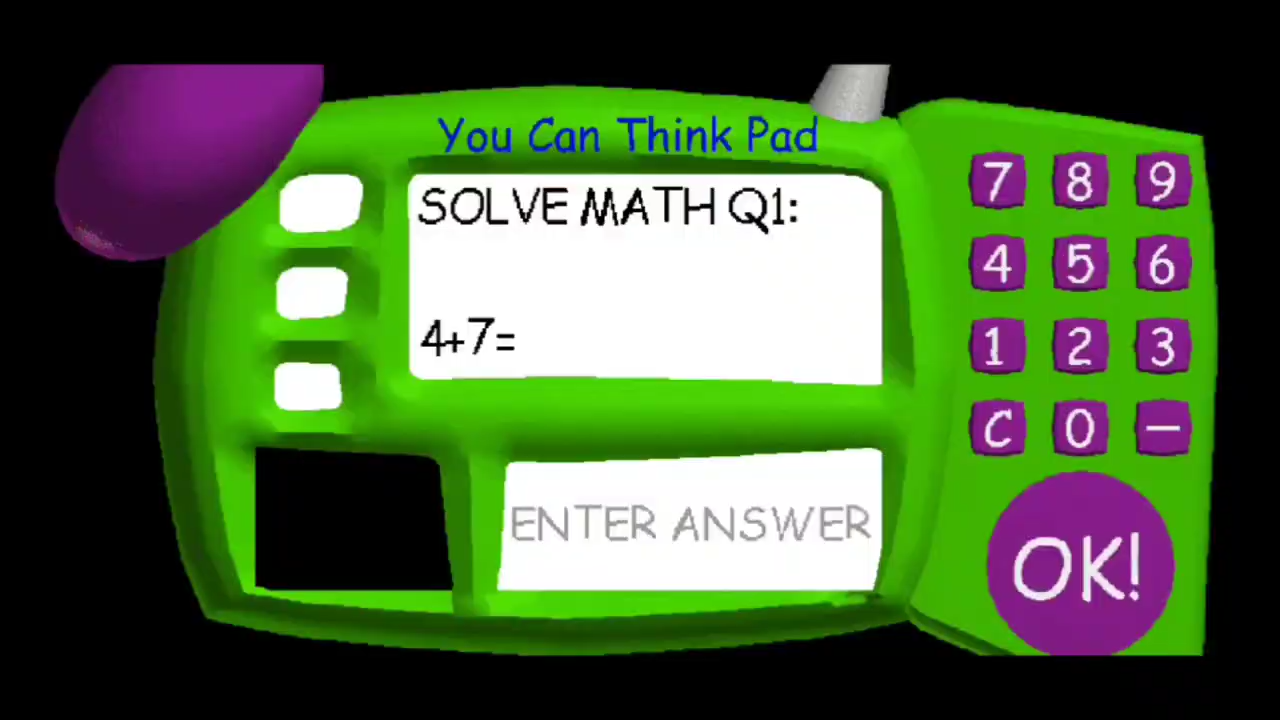 You Can Think Pad
SOLVE MATH Q1:
4+7=
ENTER ANSWER
7 8 9
4 5 6
1 2 3
C 0 —
OK!